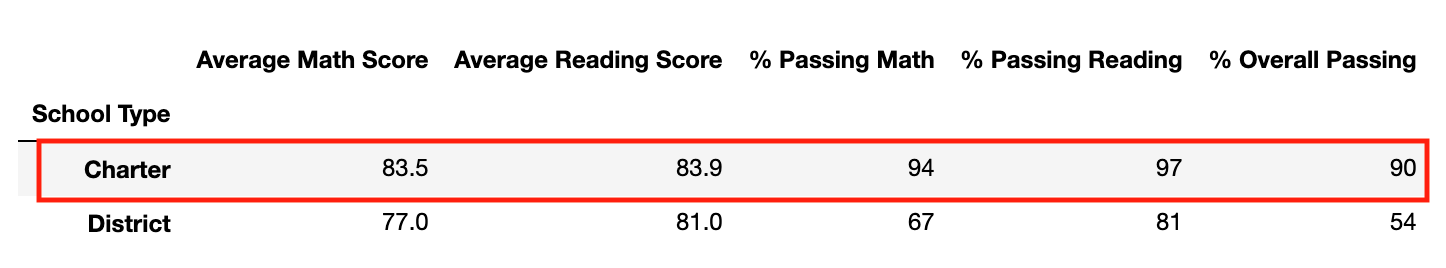 Average Math Score Average Reading Score % Passing Math % Passing Reading % Overall Passing
School Type
Charter 83.5 83.9 94 97 90
District 77.0 81.0 67 81 54